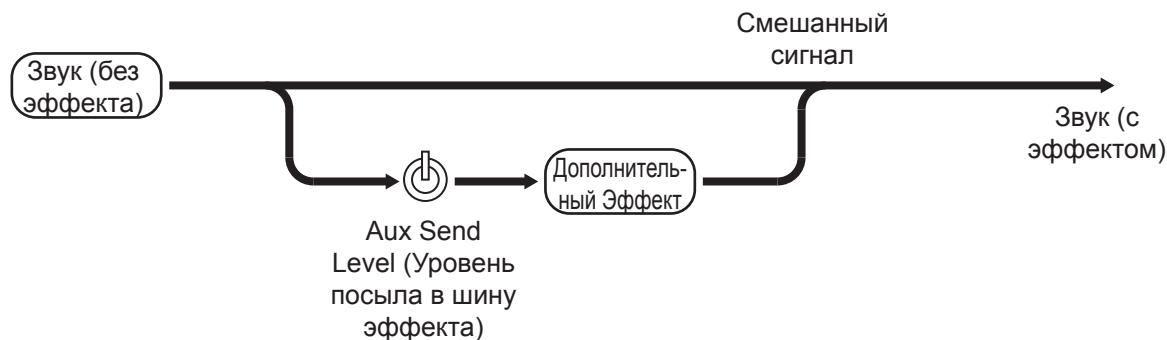 Смешанный
сигнал
Звук (без
эффекта)
Звук (с
эффектом)
Дополнитель-
ный Эффект
Aux Send
Level (Уровень
посыла в шину
эффекта)